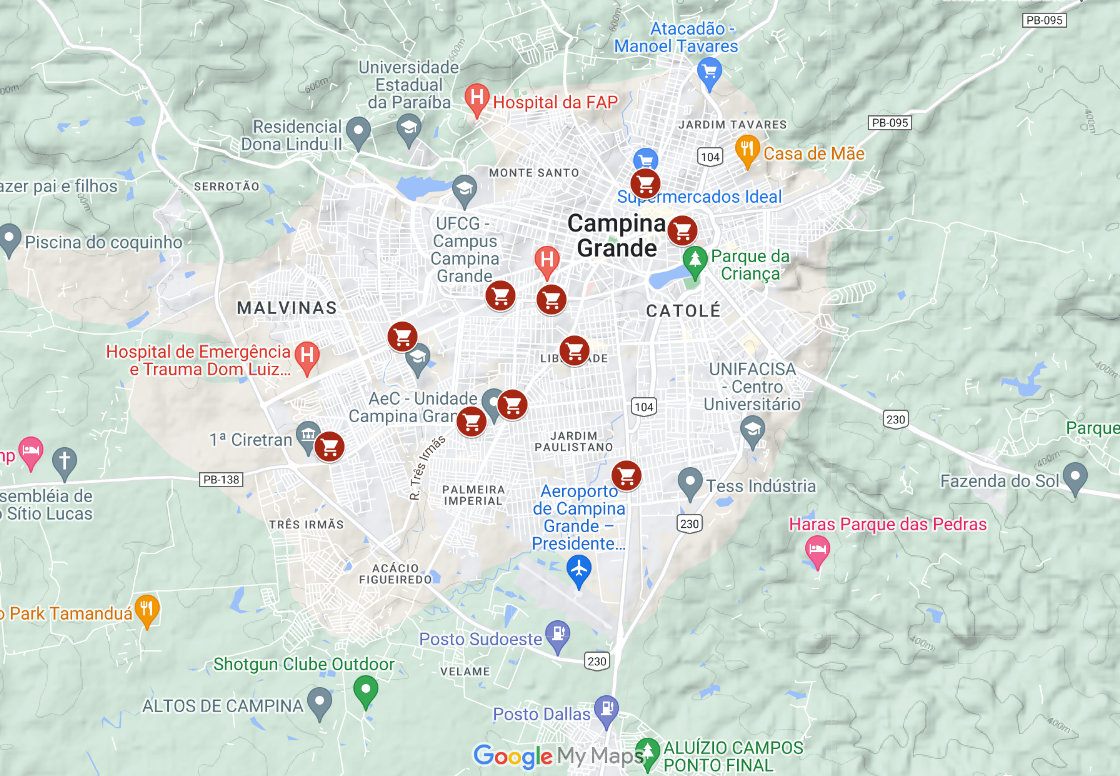 PB-095
Atacadão -
Manoel Tavares
Universidade
Estadual
da Paraíba
Hospital da FAP
PB-095
Residencial
Dona Lindu II
JARDIM TAVARES
104
Casa de Mãe
MONTE SANTO
azer pai e filhos
SERROTÃO
Supermercados Ideal
UFCG -
Campus
Campina
Grande
Campina
Grande
Piscina do coquinho
Parque da
Criança
MALVINAS
CATOLÉ
Hospital de Emergência
e Trauma Dom Luiz...
UNIFACISA
- Centro
Universitário
AeC - Unidade
Campina Gran
104
230
Parque
1ª Ciretran
JARDIM
PAULISTANO
R. Três Irmãs
PB-138
mp
ssembléia de
o Sítio Lucas
PALMEIRA
IMPERIAL
Aeroporto
de Campina
Grande –
Presidente...
Tess Indústria
Fazenda do Sol
400m
TRÊS IRMÃS
230
Haras Parque das Pedras
ACÁCIO
FIGUEIREDO
o Park Tamanduá
Posto Sudoeste
230
Shotgun Clube Outdoor
VELAME
ALTOS DE CAMPINA
Posto Dallas
Google My Maps
ALUÍZIO CAMPOS
PONTO FINAL